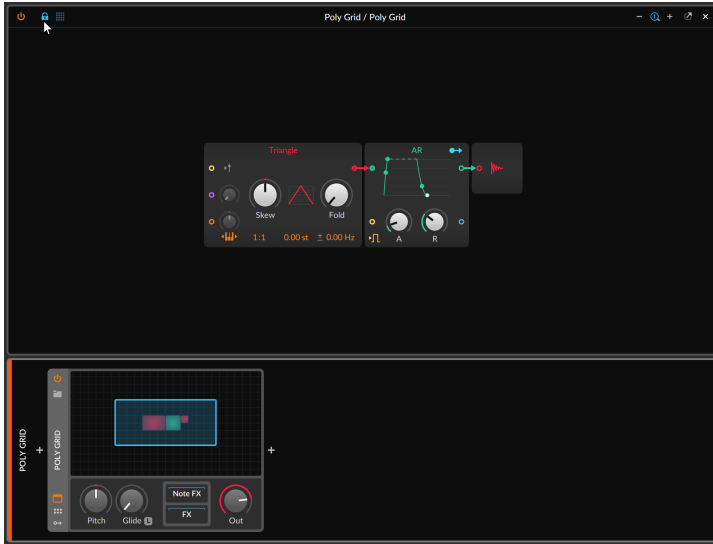 Poly Grid / Poly Grid
Triangle
AR
Skew
Fold
1:1 0.00 st ± 0.00 Hz
A
R
POLY GRID
POLY GRID
Pitch
Glide L
Note FX
FX
Out